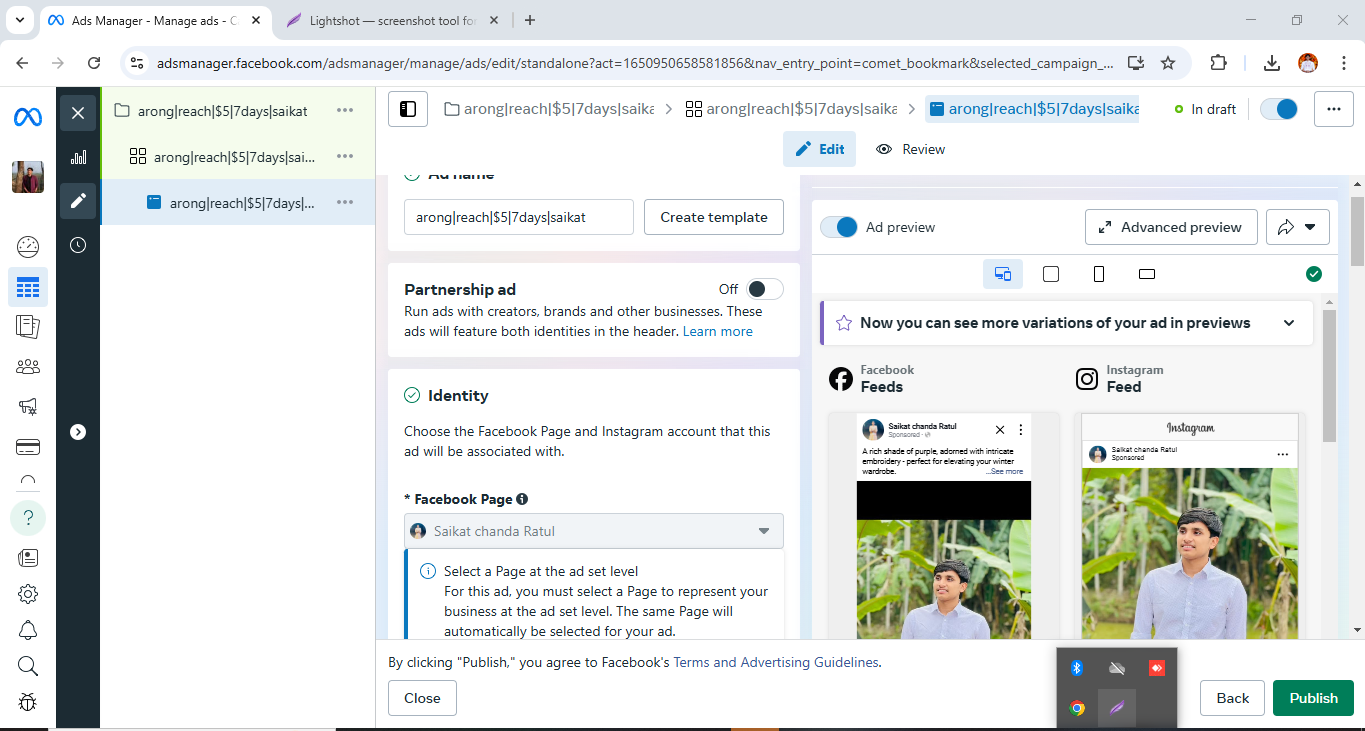 Ads Manager - Manage ads - C
Lightshot — screenshot tool for
adsmanager.facebook.com/adsmanager/manage/ads/edit/standalone?act=1650950658581856&nav_entry_point=comet_bookmark&selected_campaign_...
arong|reach|$5|7days|saikat
arong|reach|$5|7days|sai...
arong|reach|$5|7days|...
arong|reach|$5|7days|saika
arong|reach|$5|7days|saika
arong|reach|$5|7days|saika
In draft
Edit
Review
Ad name
arong|reach|$5|7days|saikat
Create template
Partnership ad
Off
Run ads with creators, brands and other businesses. These
ads will feature both identities in the header. Learn more
Identity
Choose the Facebook Page and Instagram account that this
ad will be associated with.
* Facebook Page
Saikat chanda Ratul
Select a Page at the ad set level
For this ad, you must select a Page to represent your
business at the ad set level. The same Page will
automatically be selected for your ad.
Ad preview
Advanced preview
Now you can see more variations of your ad in previews
Facebook
Feeds
Saikat chanda Ratul
Sponsored
A rich shade of purple, adorned with intricate
embroidery - perfect for elevating your winter
wardrobe.
...See more
Instagram
Feed
Instagram
Saikat chanda Ratul
Sponsored
By clicking "Publish," you agree to Facebook's Terms and Advertising Guidelines.
Close
Back
Publish